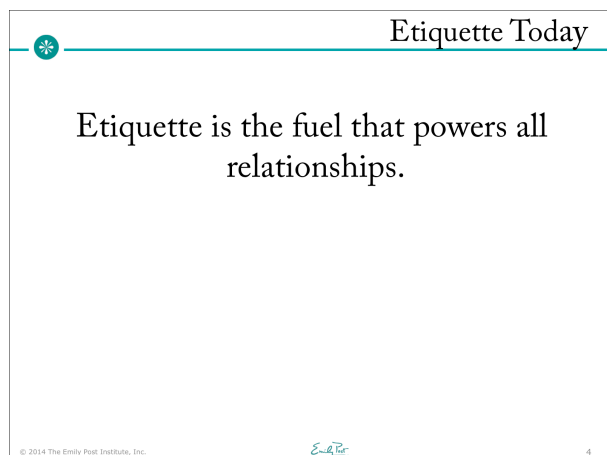 Etiquette Today
Etiquette is the fuel that powers all
relationships.
© 2014 The Emily Post Institute, Inc.
Emily Post
4